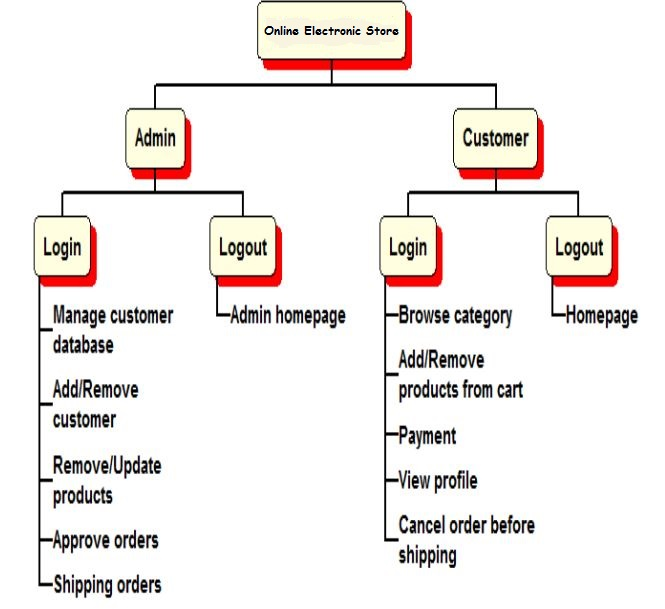 Online Electronic Store
Admin
Customer
Login
Logout
Login
Logout
Manage customer
database
Add/Remove
customer
Remove/Update
products
Approve orders
Shipping orders
Admin homepage
Browse category
Add/Remove
products from cart
Payment
View profile
Cancel order before
shipping
Homepage